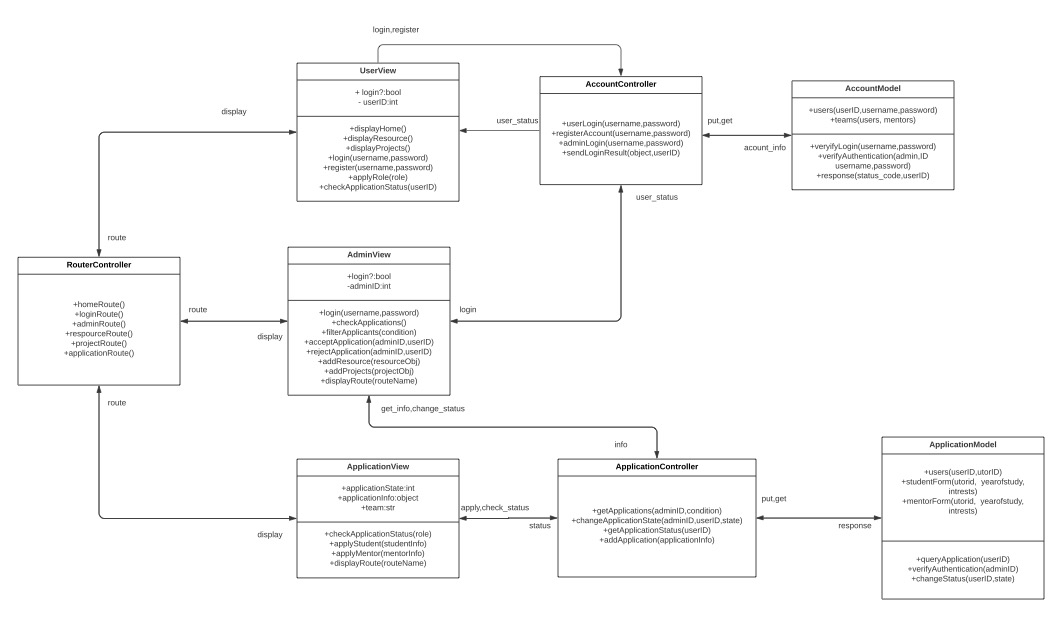 login,register
UserView
+ login?:bool
- userID:int
+displayHome()
+displayResource()
+displayProjects()
+login(username,password)
+register(username,password)
+applyRole(role)
+checkApplicationStatus(userID)
display
user_status
AccountController
+userLogin(username,password)
+registerAccount(username,password)
+adminLogin(username,password)
+sendLoginResult(object,userID)
put,get
acount_info
AccountModel
+users(userID,username,password)
+teams(users, mentors)
+veryifyLogin(username,password)
+verifyAuthentication(admin,ID
username,password)
+response(status_code,userID)
user_status
route
RouterController
+homeRoute()
+loginRoute()
+adminRoute()
+respourceRoute()
+projectRoute()
+applicationRoute()
route
display
AdminView
+login?:bool
-adminID:int
+login(username,password)
+checkApplications()
+filterApplicants(condition)
+acceptApplication(adminID,userID)
+rejectApplication(adminID,userID)
+addResource(resourceObj)
+addProjects(projectObj)
+displayRoute(routeName)
login
route
get_info,change_status
info
ApplicationView
+applicationState:int
+applicationInfo:object
+team:str
+checkApplicationStatus(role)
+applyStudent(studentInfo)
+applyMentor(mentorInfo)
+displayRoute(routeName)
display
apply,check_status
status
ApplicationController
+getApplications(adminID,condition)
+changeApplicationState(adminID,userID,state)
+getApplicationStatus(userID)
+addApplication(applicationInfo)
put,get
response
ApplicationModel
+users(userID,utorID)
+studentForm(utorid, yearofstudy,
intrests)
+mentorForm(utorid, yearofstudy,
intrests)
+queryApplication(userID)
+verifyAuthentication(adminID)
+changeStatus(userID,state)